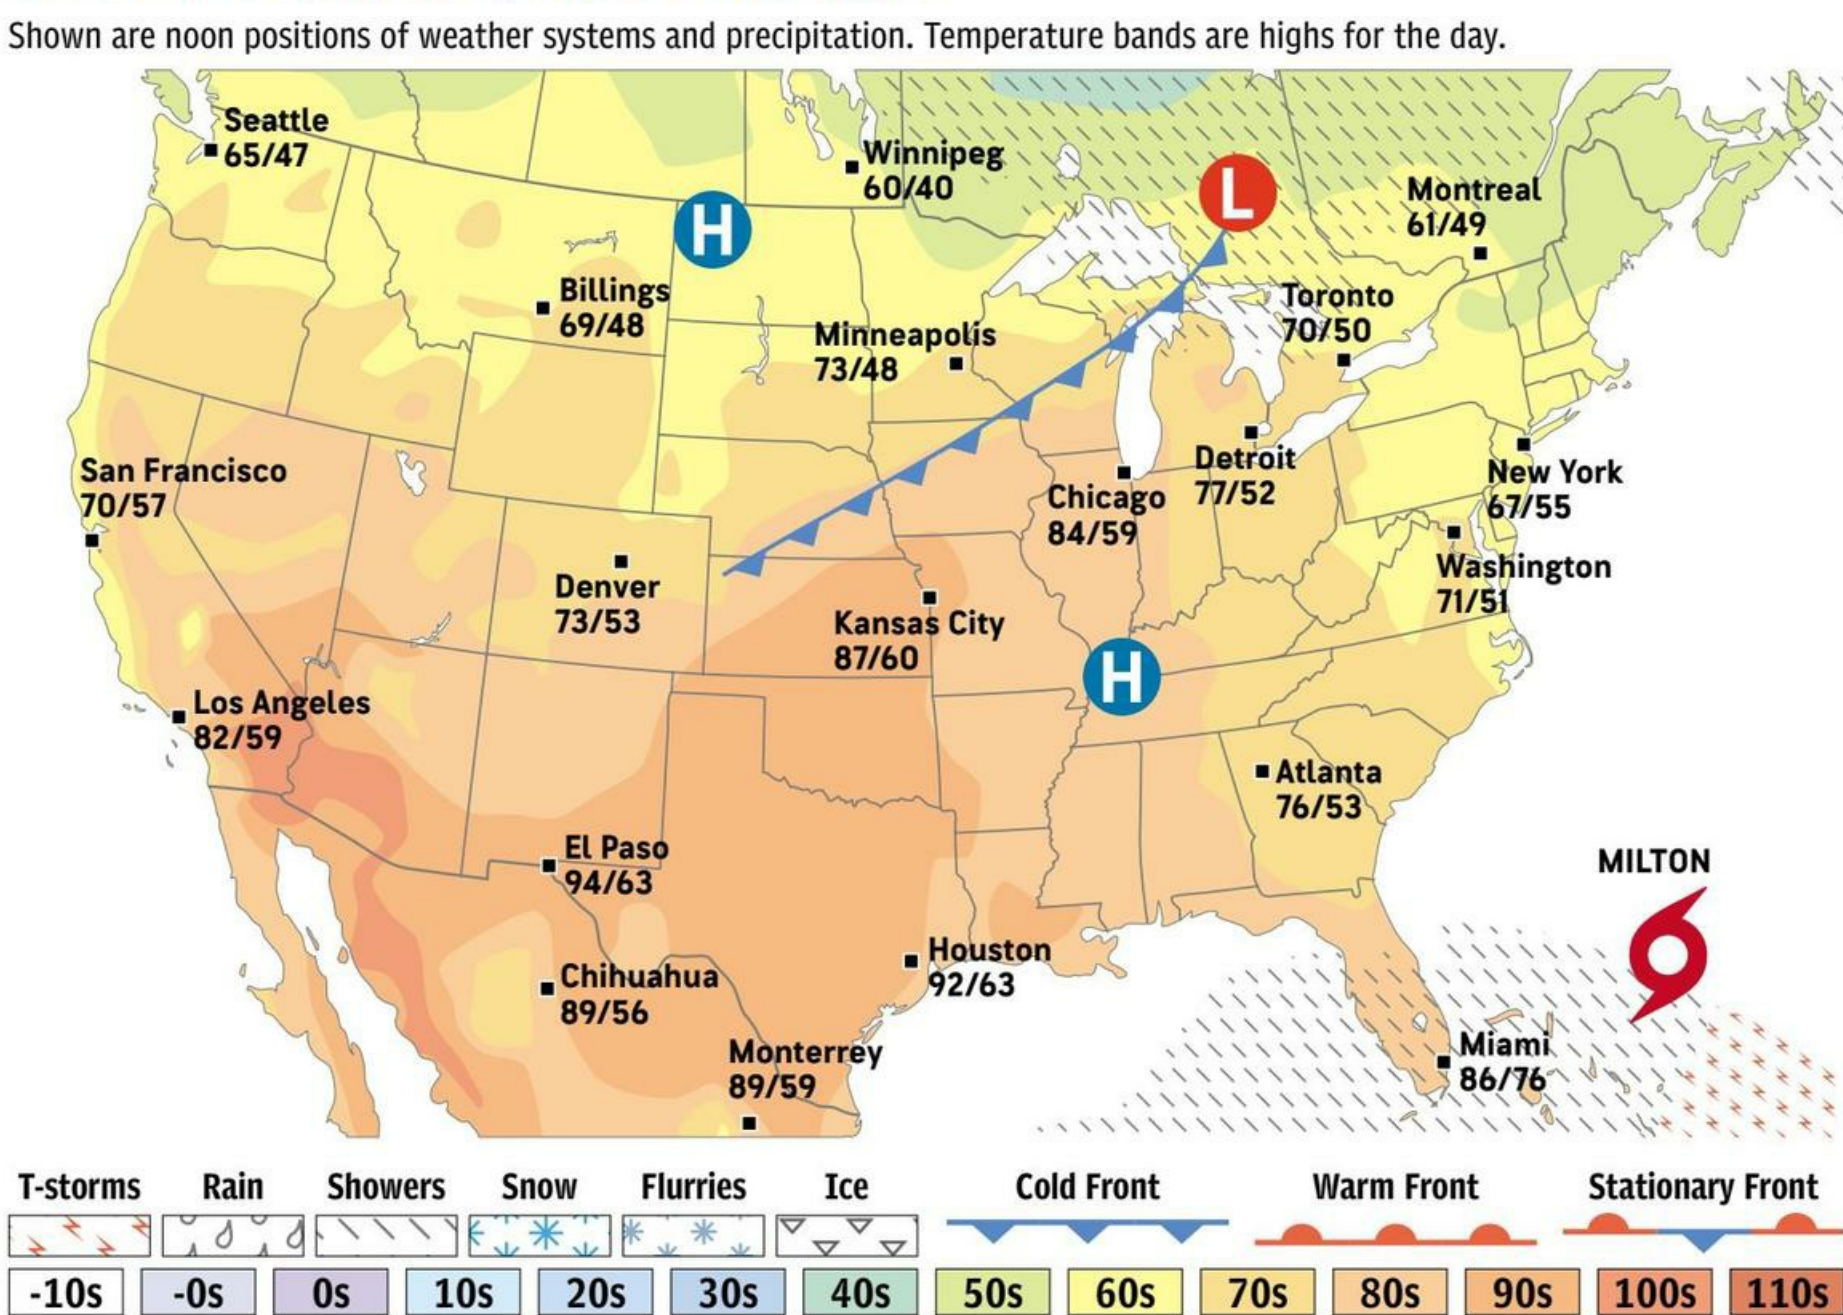 Shown are noon positions of weather systems and precipitation. Temperature bands are highs for the day.
Seattle
65/47
Winnipeg
60/40
H
L
Montreal
61/49
Billings
69/48
Minneapolis
73/48
Toronto
70/50
San Francisco
70/57
Detroit
77/52
Chicago
84/59
New York
67/55
Denver
73/53
Kansas City
87/60
Washington
71/51
H
Los Angeles
82/59
Atlanta
76/53
El Paso
94/63
MILTON
Houston
92/63
Chihuahua
89/56
Monterrey
89/59
Miami
86/76
T-storms Rain Showers Snow Flurries Ice Cold Front Warm Front Stationary Front
-10s -0s 0s 10s 20s 30s 40s 50s 60s 70s 80s 90s 100s 110s